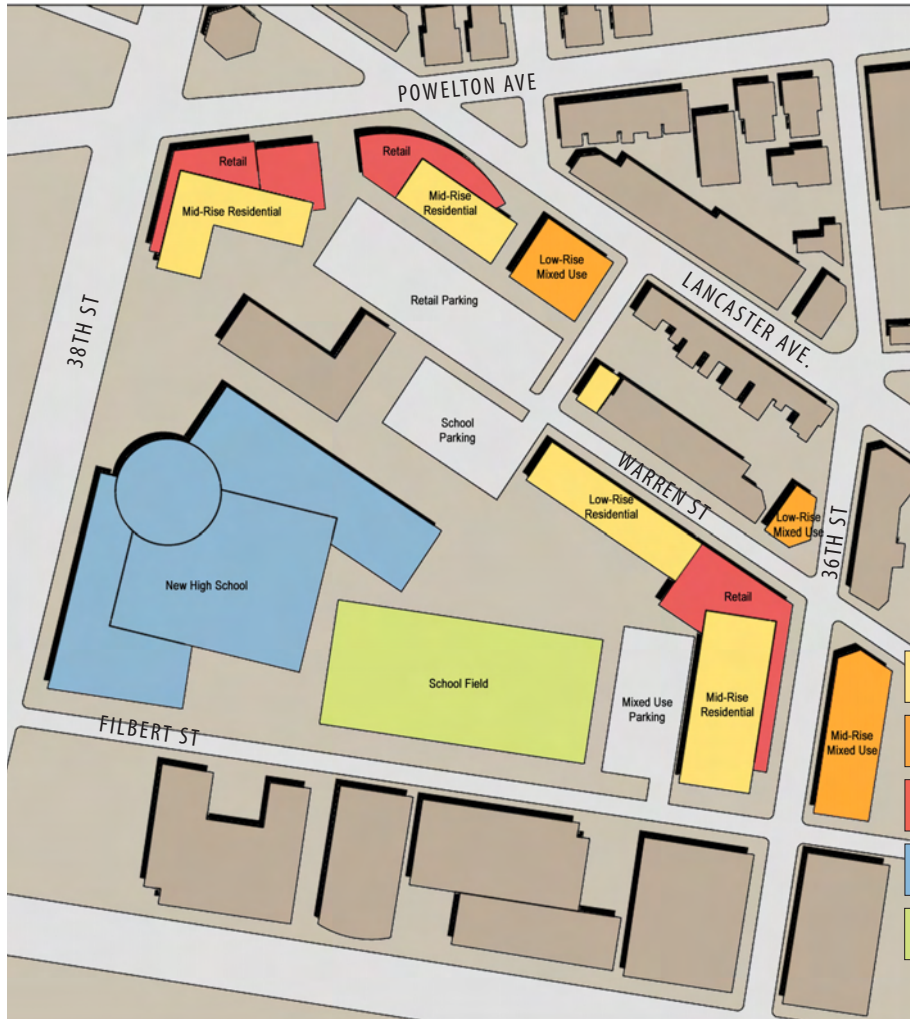 POWELTON AVE
Retail
Retail
Mid-Rise Residential
Mid-Rise
Residential
Low-Rise
Mixed Use
LANCASTER AVE.
Retail Parking
38TH ST
School
Parking
WARREN ST
Low-Rise
Residential
Low-Rise
Mixed Use
36TH ST
New High School
Retail
School Field
Mixed Use
Parking
Mid-Rise
Residential
Mid-Rise
Mixed Use
FILBERT ST